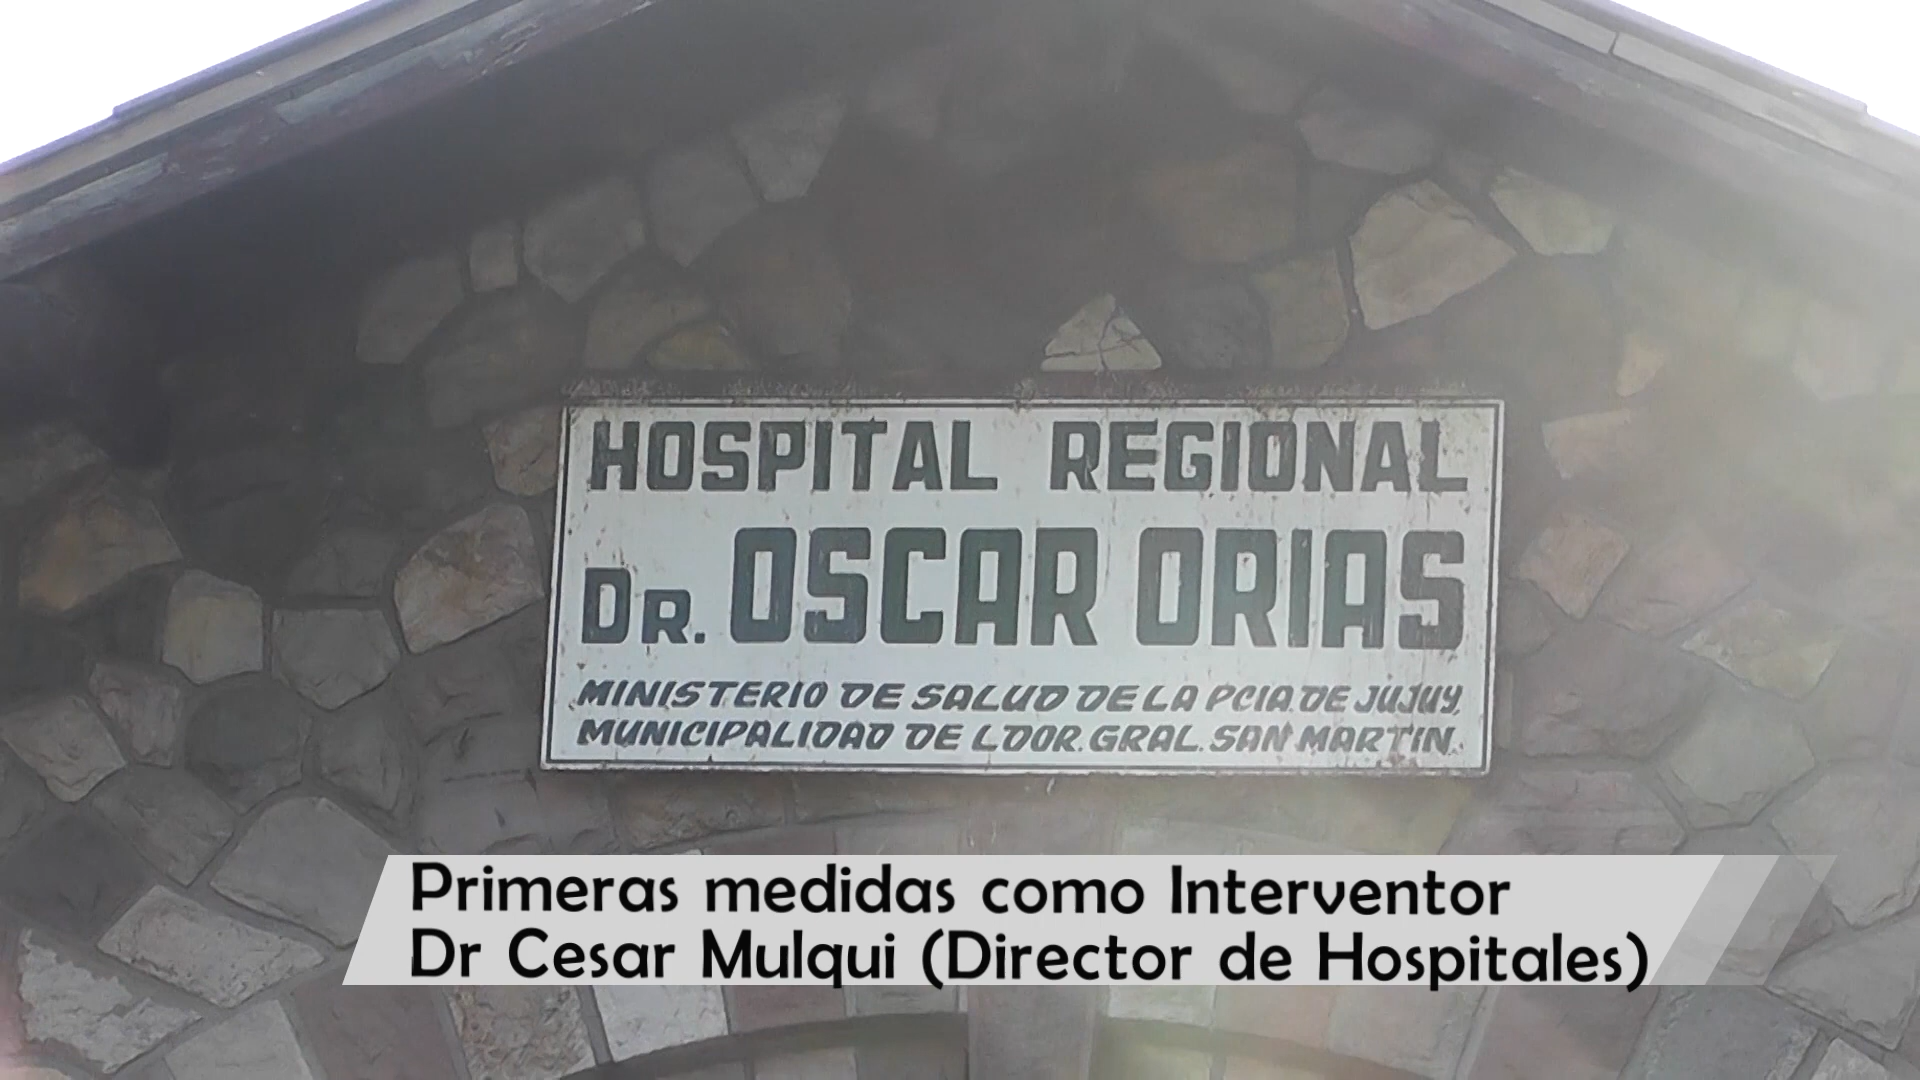 HOSPITAL REGIONAL
DR. OSCAR ORIAS
MINISTERIO DE SALUD DE LA PCIA. DE JUJUY.
MUNICIPALIDAD DE LDOR. GRAL. SAN MARTIN.
Primeras medidas como Interventor
Dr Cesar Mulqui (Director de Hospitales)